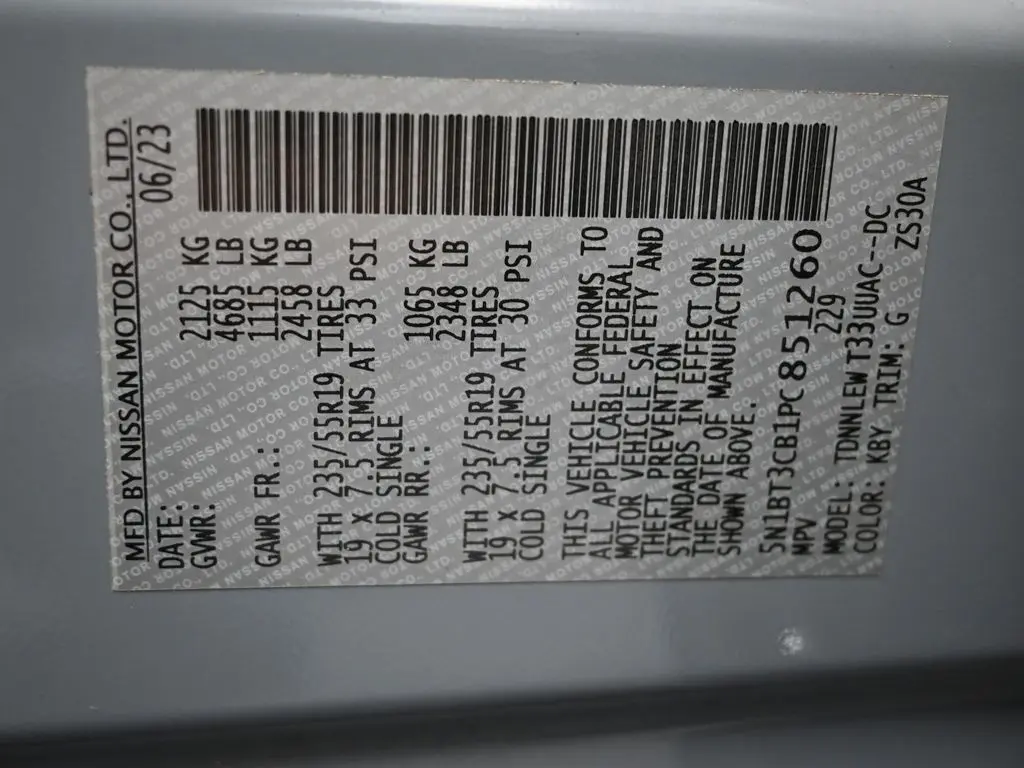 MFD BY NISSAN MOTOR CO., LTD.
DATE: 06/23
GVWR: 2125 KG
4685 LB
GAWR FR.: 1115 KG
2458 LB
WITH 235/55R19 TIRES
19 x 7.5 RIMS AT 33 PSI
COLD SINGLE
GAWR RR.: 1065 KG
2348 LB
WITH 235/55R19 TIRES
19 x 7.5 RIMS AT 30 PSI
COLD SINGLE
THIS VEHICLE CONFORMS TO
ALL APPLICABLE FEDERAL
MOTOR VEHICLE SAFETY AND
THEFT PREVENTION
STANDARDS IN EFFECT ON
THE DATE OF MANUFACTURE
SHOWN ABOVE.
5N1BT3CB1PC851260
MPV 229
MODEL: TDNNLEW T33UUAC--DC
COLOR: KBY TRIM: G ZS30A